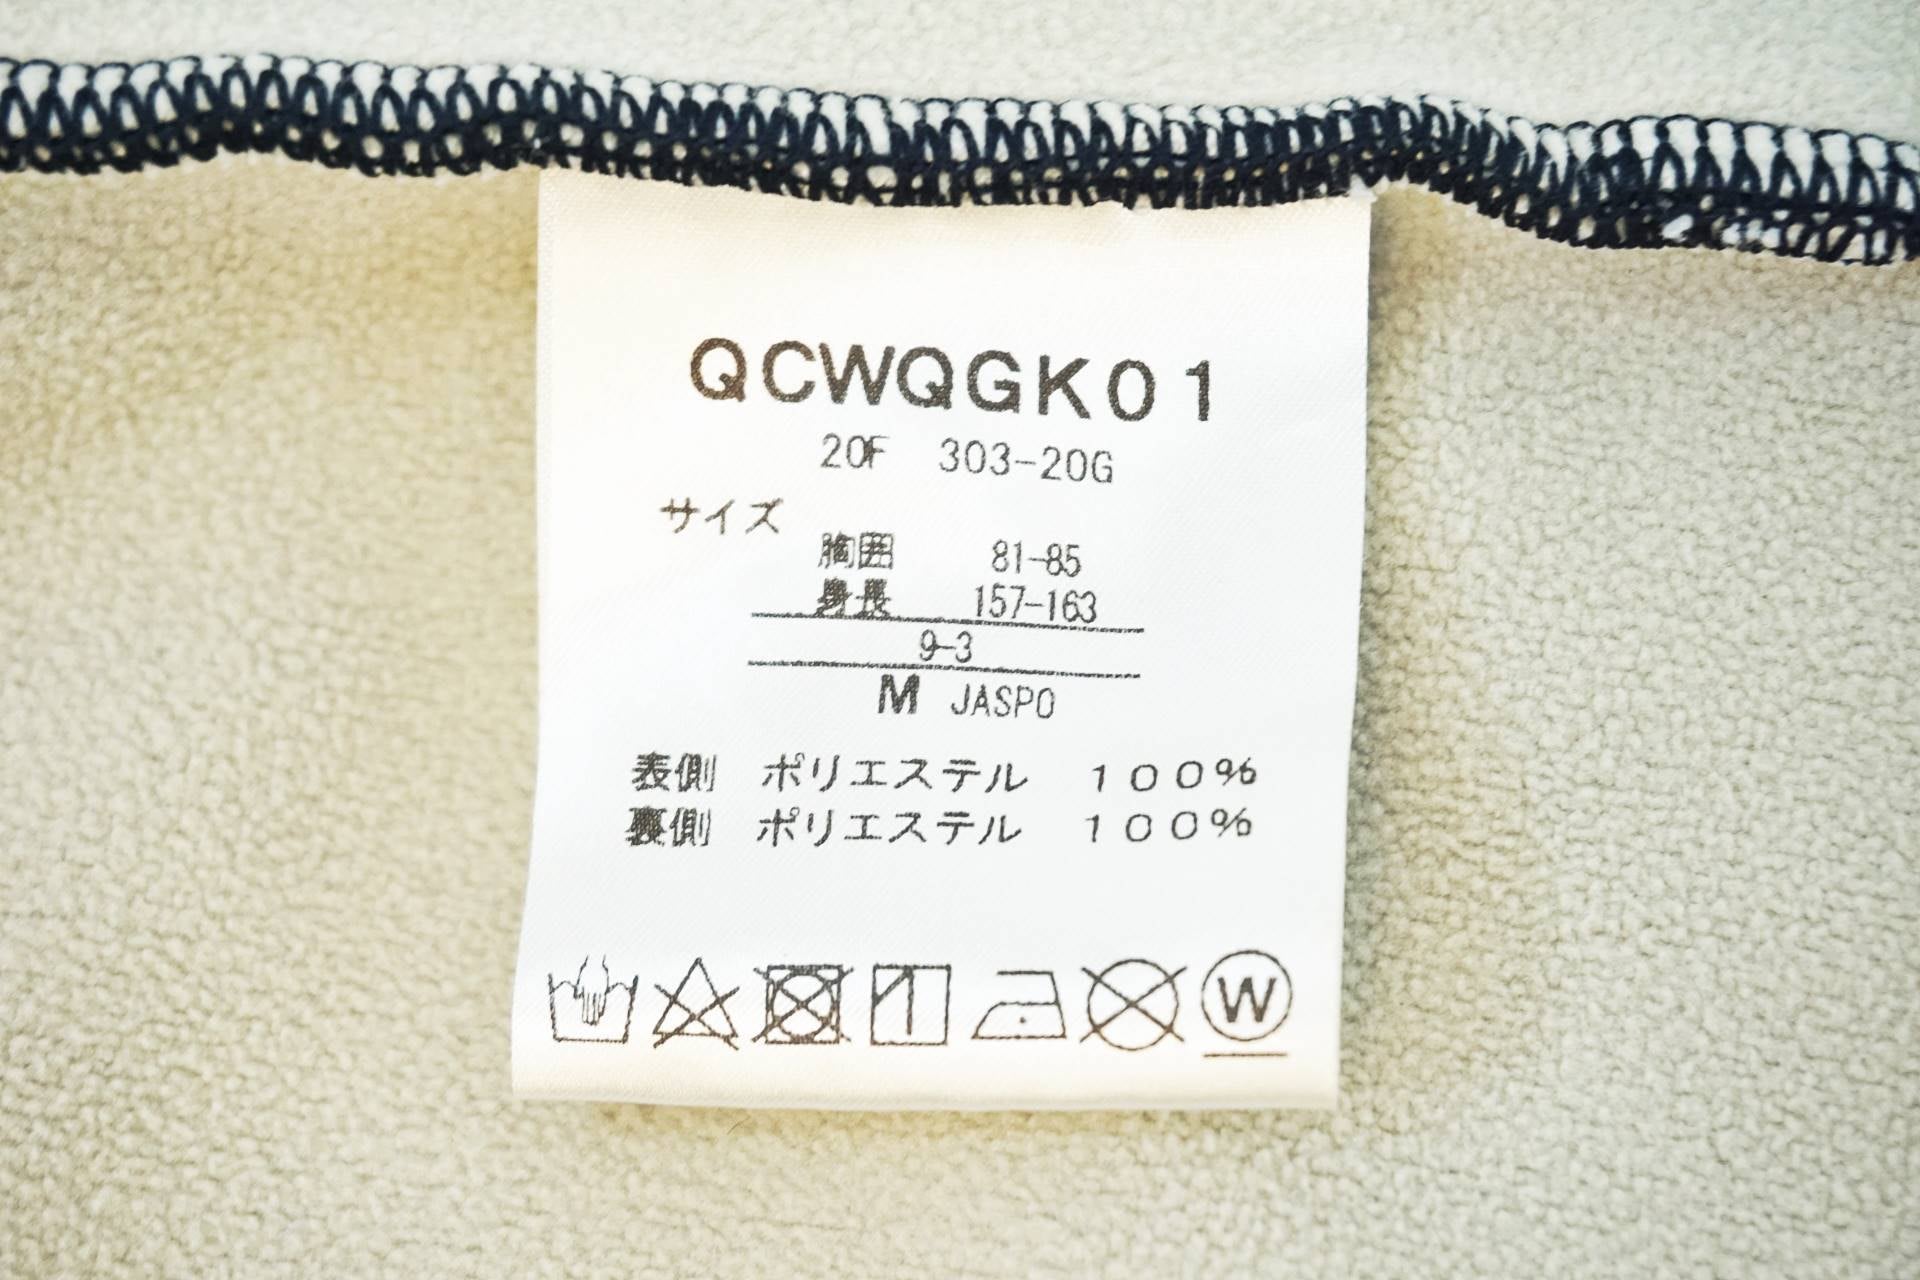 QCWQGK01
20F 303-20G
サイズ
胸囲 81-85
身長 157-163
9-3
M JASPO
表側 ポリエステル 100%
裏側 ポリエステル 100%
W